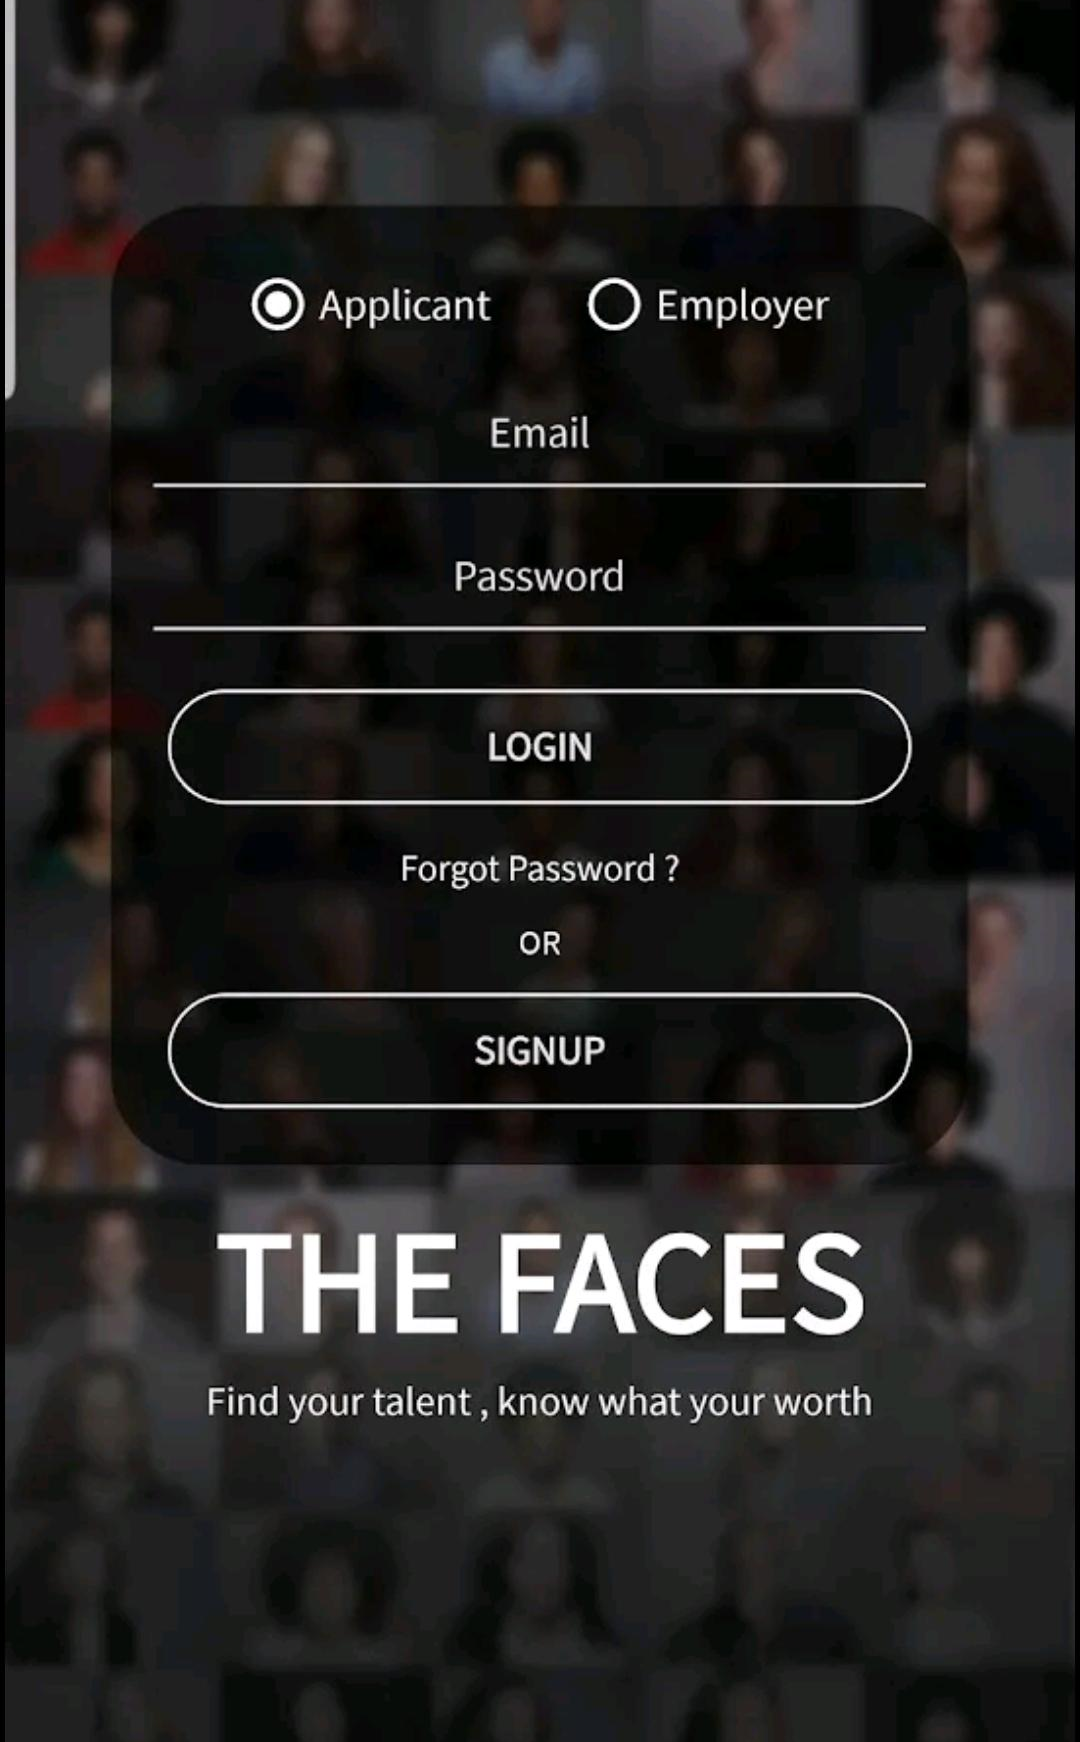 Applicant Employer
Email
Password
LOGIN
Forgot Password ?
OR
SIGNUP
THE FACES
Find your talent , know what your worth